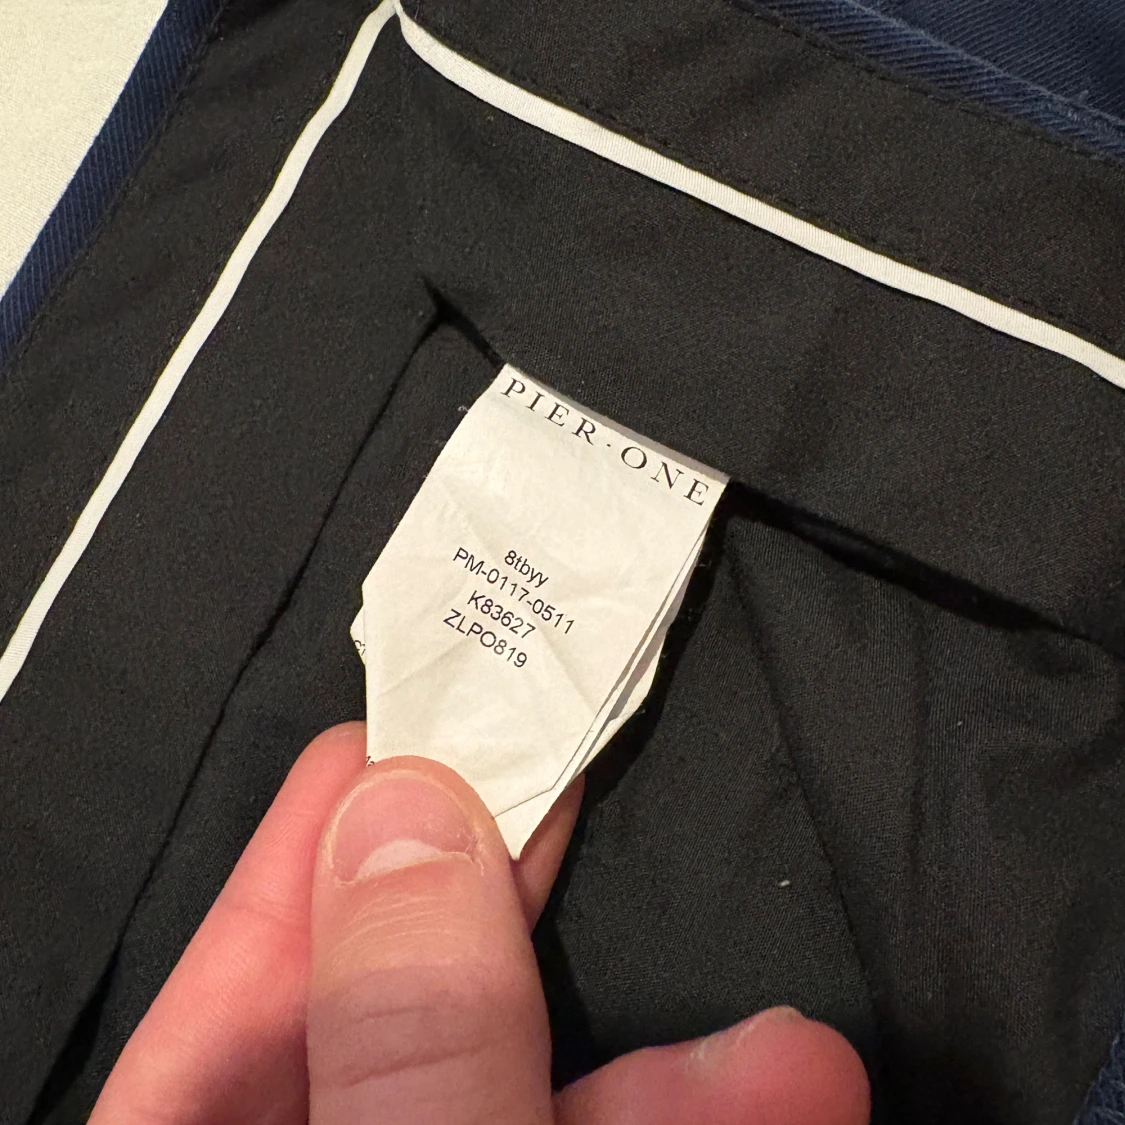 PIER·ONE
8tbyy
PM-0117-0511
K83627
ZLPO819